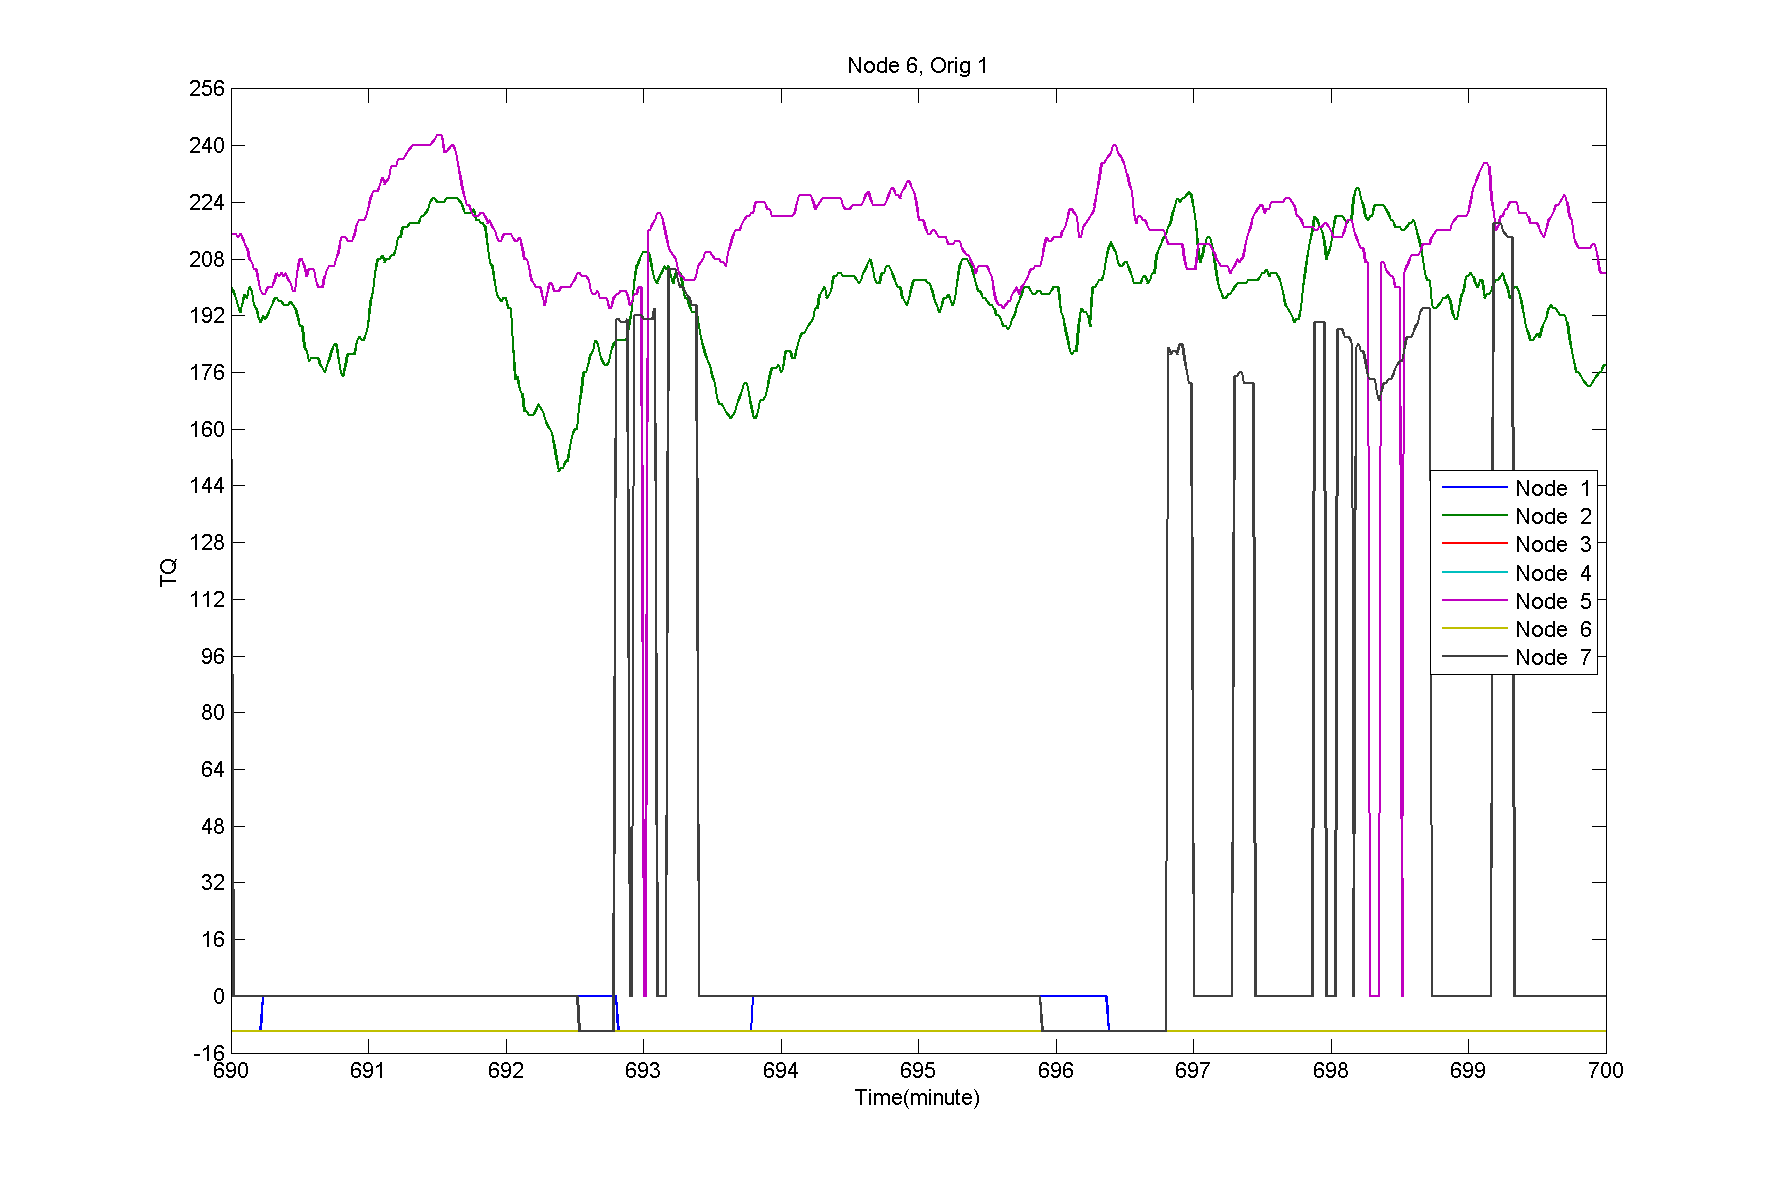 Node 6, Orig 1
256
240
224
208
192
176
160
144
128
112
96
80
64
48
32
16
0
-16
TQ
Node 1
Node 2
Node 3
Node 4
Node 5
Node 6
Node 7
690 691 692 693 694 695 696 697 698 699 700
Time(minute)